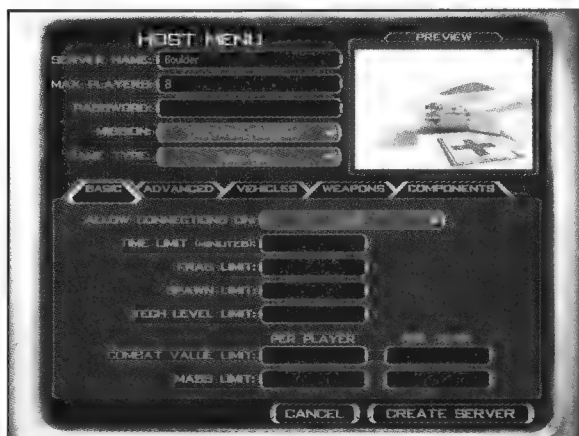 HOST MENU
PREVIEW
SERVER NAME: Boulder
MAX PLAYERS: 8
PASSWORD:
MISSION:
BASIC ADVANCED VEHICLES WEAPONS COMPONENTS
ALLOW CONNECTIONS ON:
TIME LIMIT (MINUTES):
FRAG LIMIT:
SPAWN LIMIT:
TECH LEVEL LIMIT:
PER PLAYER
COMBAT VALUE LIMIT:
MASS LIMIT:
CANCEL CREATE SERVER